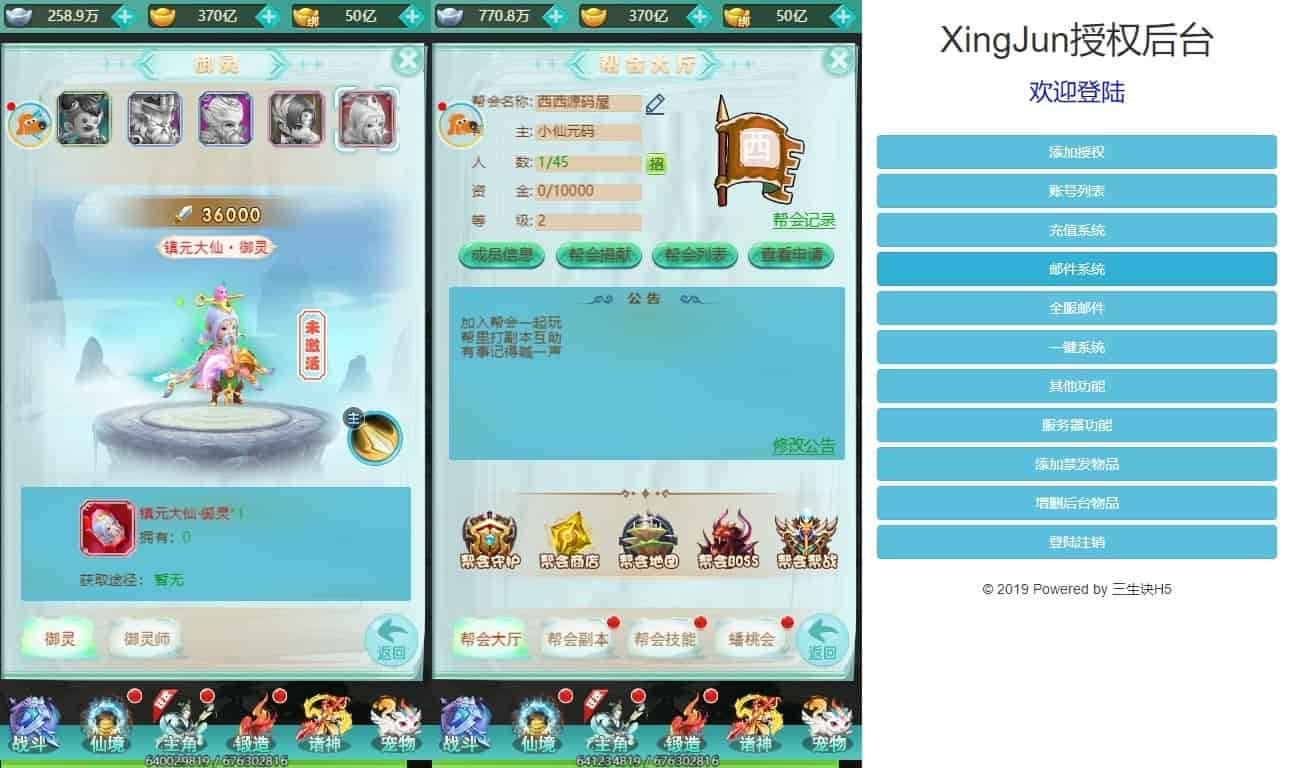 258.9万
370亿
50亿
绑
御灵
36000
镇元大仙·御灵
未激活
主
镇元大仙·御灵*1
拥有：0
获取途径： 暂无
御灵
御灵师
返回
战斗
仙境
主角
锻造
诸神
宠物
640029819 / 676302816
770.8万
370亿
50亿
绑
帮会大厅
帮会名称: 西西源码屋
主: 小仙元码
人 数: 1/45
招
资 金: 0/10000
等 级: 2
西
帮会记录
成员信息
帮会捐献
帮会列表
查看申请
公告
加入帮会一起玩
帮里打副本互助
有事记得喊一声
修改公告
帮会守护
帮会商店
帮会地图
帮会BOSS
帮会帮战
帮会大厅
帮会副本
帮会技能
蟠桃会
返回
战斗
仙境
主角
锻造
诸神
宠物
641234819 / 676302816
XingJun授权后台
欢迎登陆
添加授权
账号列表
充值系统
邮件系统
全服邮件
一键系统
其他功能
服务器功能
添加禁发物品
增删后台物品
登陆注销
© 2019 Powered by 三生诀H5